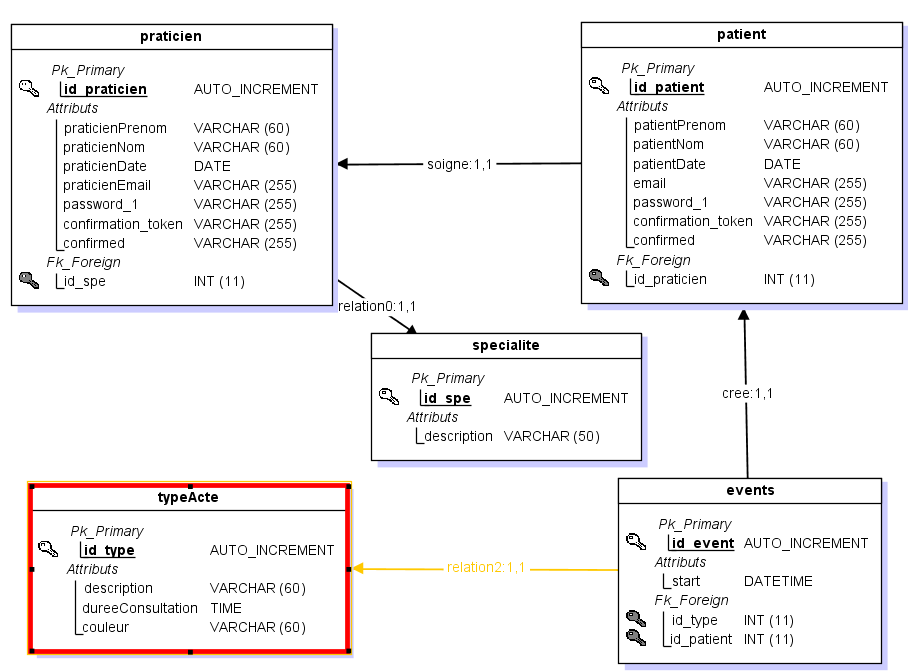 praticien
Pk_Primary
id_praticien AUTO_INCREMENT
Attributs
praticienPrenom VARCHAR (60)
praticienNom VARCHAR (60)
praticienDate DATE
praticienEmail VARCHAR (255)
password_1 VARCHAR (255)
confirmation_token VARCHAR (255)
confirmed VARCHAR (255)
Fk_Foreign
id_spe INT (11)
soigne:1,1
patient
Pk_Primary
id_patient AUTO_INCREMENT
Attributs
patientPrenom VARCHAR (60)
patientNom VARCHAR (60)
patientDate DATE
email VARCHAR (255)
password_1 VARCHAR (255)
confirmation_token VARCHAR (255)
confirmed VARCHAR (255)
Fk_Foreign
id_praticien INT (11)
relation0:1,1
specialite
Pk_Primary
id_spe AUTO_INCREMENT
Attributs
description VARCHAR (50)
cree:1,1
typeActe
Pk_Primary
id_type AUTO_INCREMENT
Attributs
description VARCHAR (60)
dureeConsultation TIME
couleur VARCHAR (60)
relation2:1,1
events
Pk_Primary
id_event AUTO_INCREMENT
Attributs
start DATETIME
Fk_Foreign
id_type INT (11)
id_patient INT (11)